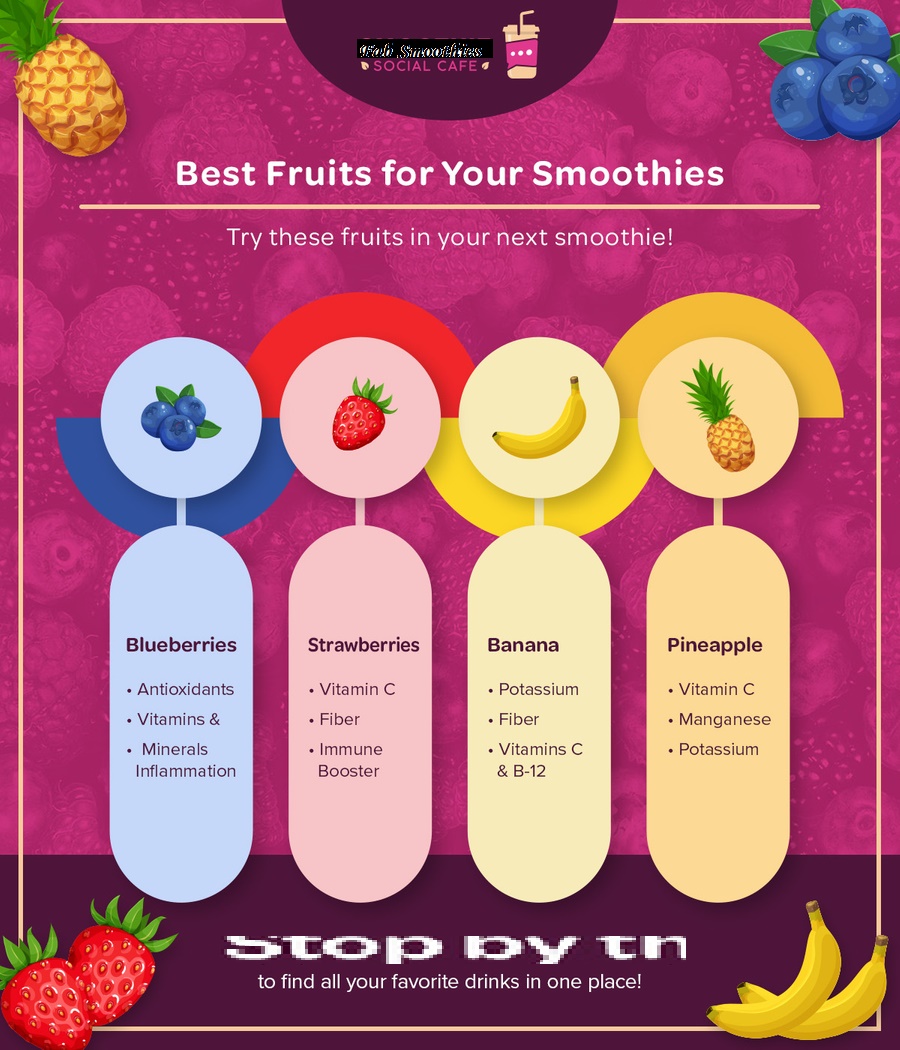 Fab Smoothies
SOCIAL CAFE
Best Fruits for Your Smoothies
Try these fruits in your next smoothie!
Blueberries
• Antioxidants
• Vitamins &
• Minerals
Inflammation
Strawberries
• Vitamin C
• Fiber
• Immune
Booster
Banana
• Potassium
• Fiber
• Vitamins C
& B-12
Pineapple
• Vitamin C
• Manganese
• Potassium
Stop by
to find all your favorite drinks in one place!